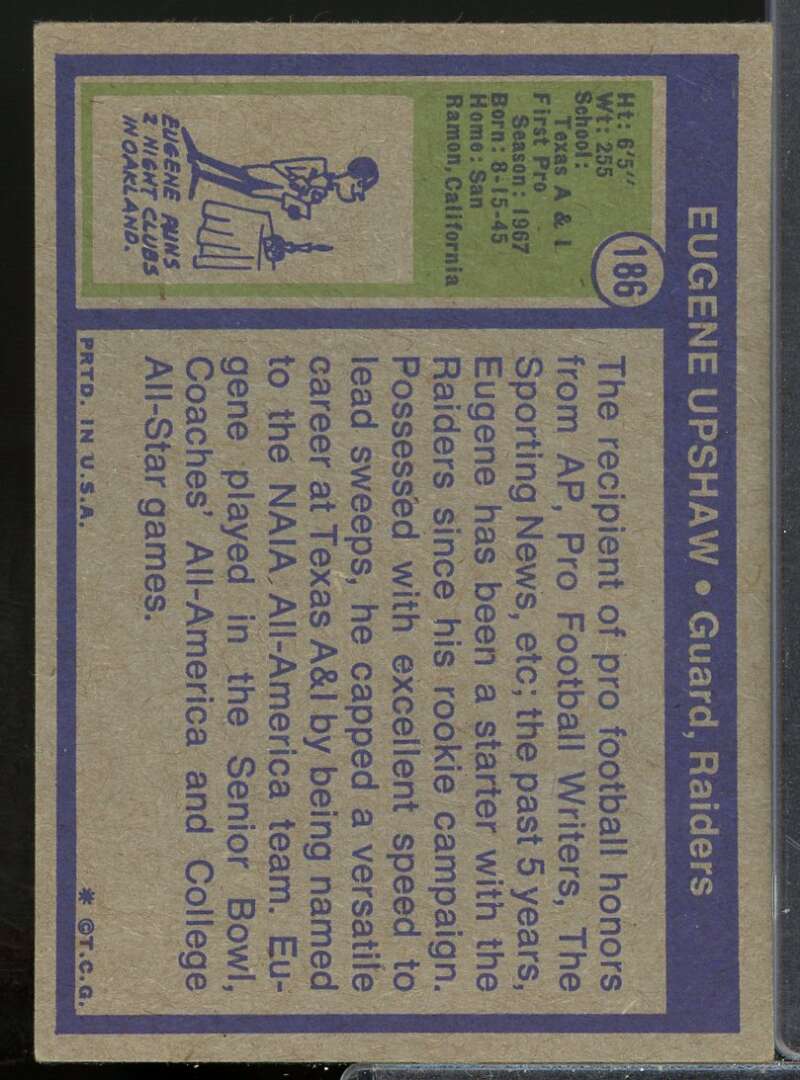 EUGENE UPSHAW • Guard, Raiders
186
Ht: 6'5"
Wt: 255
School:
Texas A & I
First Pro
Season: 1967
Born: 8-15-45
Home: San
Ramon, California
EUGENE RUNS
2 NIGHT CLUBS
IN OAKLAND.
The recipient of pro football honors
from AP, Pro Football Writers, The
Sporting News, etc; the past 5 years,
Eugene has been a starter with the
Raiders since his rookie campaign.
Possessed with excellent speed to
lead sweeps, he capped a versatile
career at Texas A&I by being named
to the NAIA All-America team. Eu-
gene played in the Senior Bowl,
Coaches' All-America and College
All-Star games.
PRTD. IN U.S.A.
* ©T.C.G.